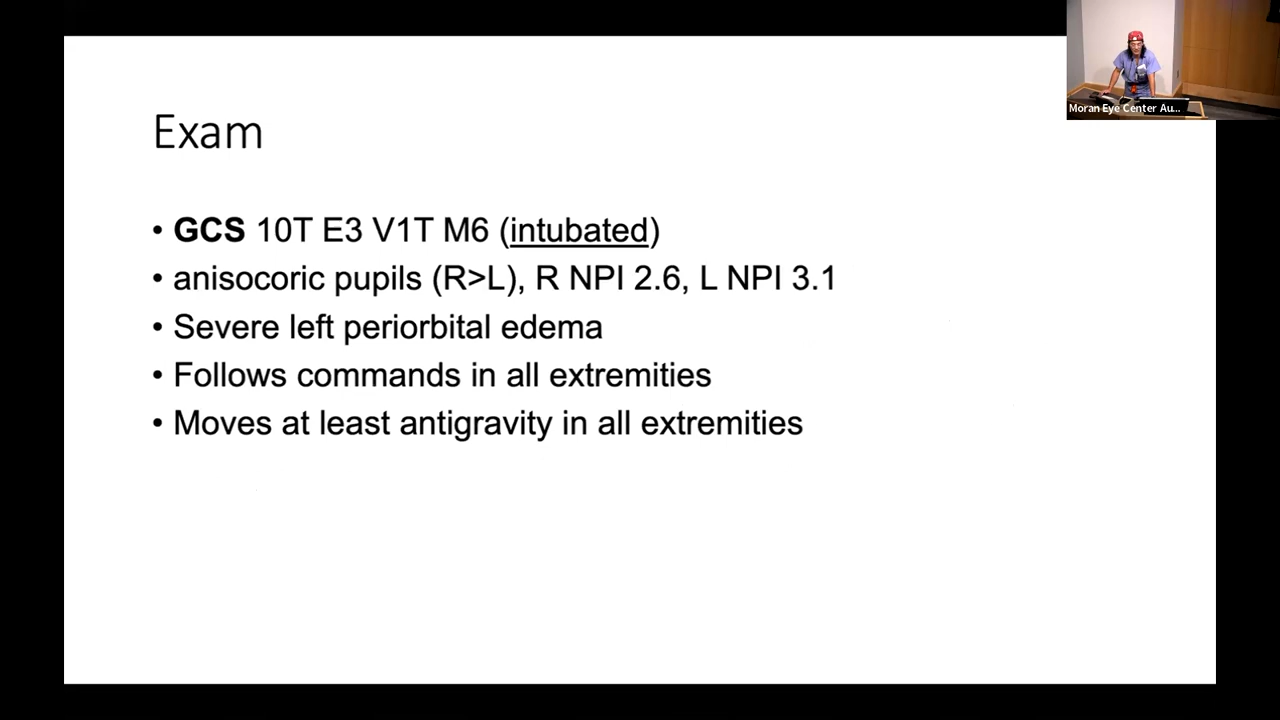 Moran Eye Center Au...
Exam
• GCS 10T E3 V1T M6 (intubated)
• anisocoric pupils (R>L), R NPI 2.6, L NPI 3.1
• Severe left periorbital edema
• Follows commands in all extremities
• Moves at least antigravity in all extremities